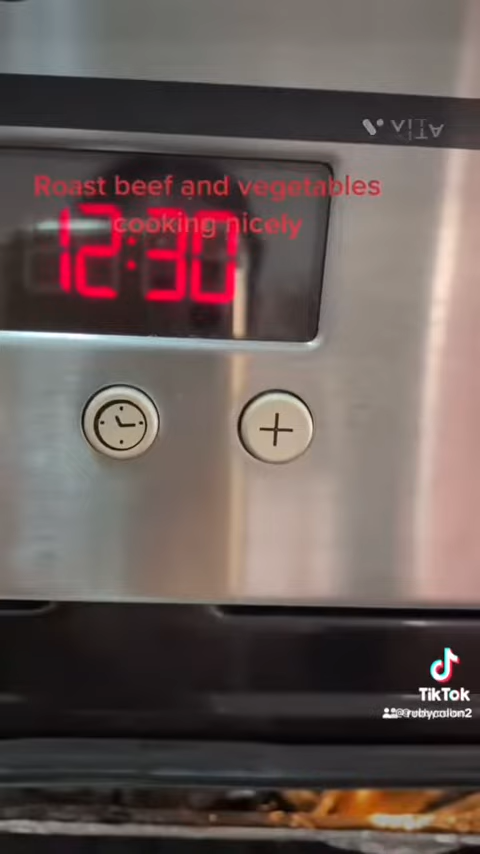 VITA
Roast beef and vegetables
cooking nicely
12:30
+
TikTok